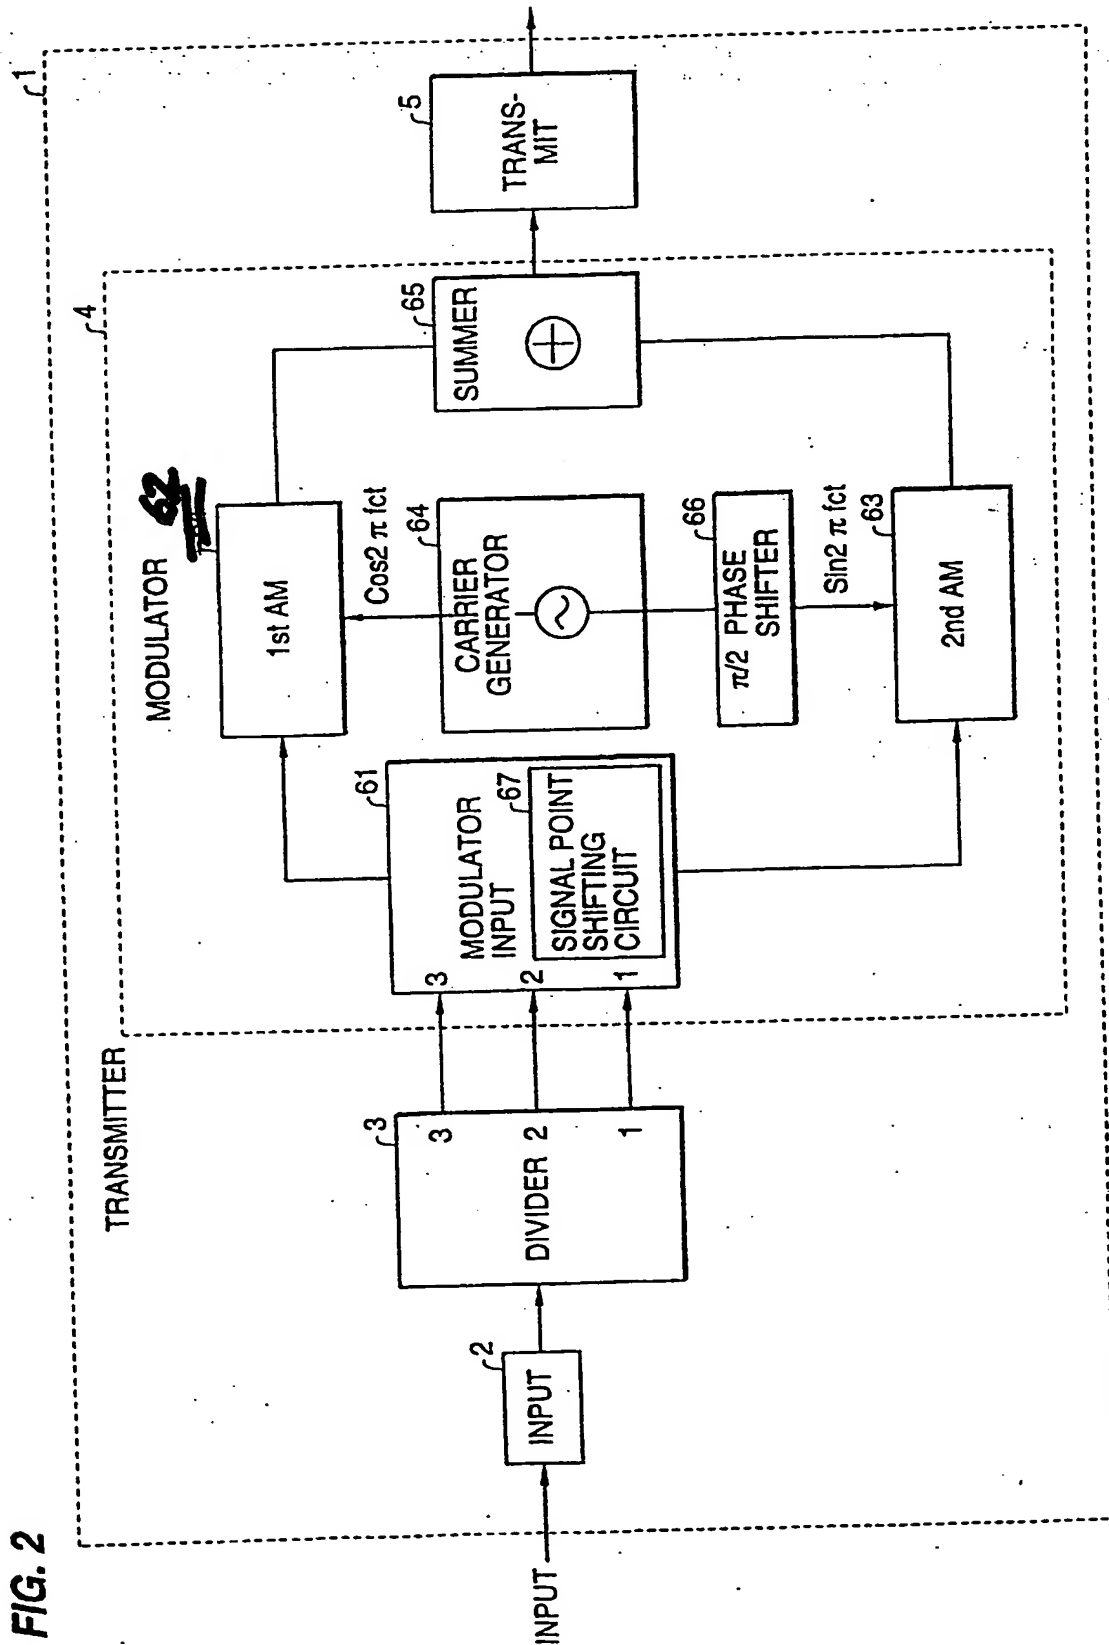 FIG. 2
1
TRANSMITTER
4
MODULATOR
62
1st AM
Cos2 π fct
61
MODULATOR
INPUT
3
2
1
67
SIGNAL POINT
SHIFTING
CIRCUIT
64
CARRIER
GENERATOR
~
65
SUMMER
+
5
TRANS-
MIT
3
3
DIVIDER 2
1
INPUT
2
INPUT
66
π/2 PHASE
SHIFTER
Sin2 π fct
63
2nd AM